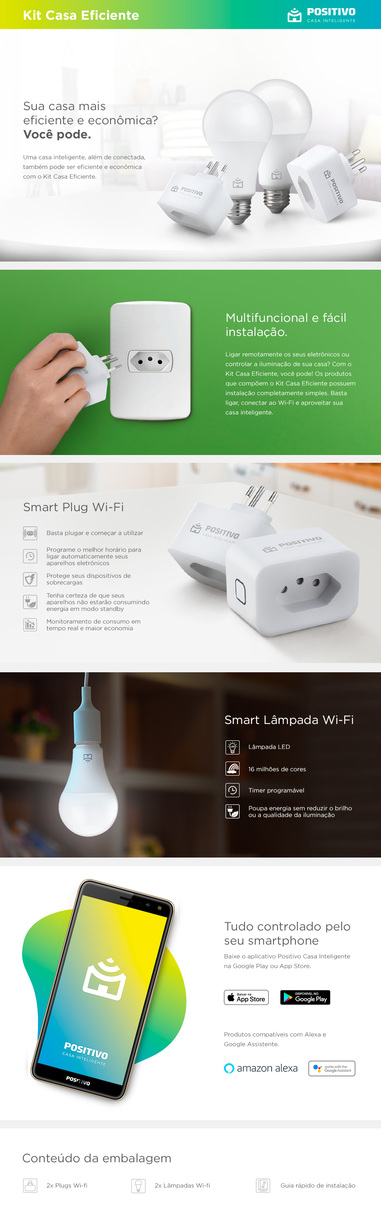 Kit Casa Eficiente
POSITIVO
CASA INTELIGENTE
Sua casa mais
eficiente e econômica?
Você pode.
Uma casa inteligente, além de conectada,
também pode ser eficiente e econômica
com o Kit Casa Eficiente.
POSITIVO
POSITIVO
Multifuncional e fácil
instalação.
Ligar remotamente os seus eletrônicos ou
controlar a iluminação de sua casa? Com o
Kit Casa Eficiente, você pode! Os produtos
que compõem o Kit Casa Eficiente possuem
instalação completamente simples. Basta
ligar, conectar ao Wi-Fi e aproveitar sua
casa inteligente.
Smart Plug Wi-Fi
Basta plugar e começar a utilizar
Programe o melhor horário para
ligar automaticamente seus
aparelhos eletrônicos
Protege seus dispositivos de
sobrecargas
Tenha certeza de que seus
aparelhos não estarão consumindo
energia em modo standby
Monitoramento de consumo em
tempo real e maior economia
POSITIVO
POSITIVO
Smart Lâmpada Wi-Fi
Lâmpada LED
16 milhões de cores
Timer programável
Poupa energia sem reduzir o brilho
ou a qualidade da iluminação
POSITIVO
CASA INTELIGENTE
POSITIVO
Tudo controlado pelo
seu smartphone
Baixe o aplicativo Positivo Casa Inteligente
na Google Play ou App Store.
App Store
DISPONÍVEL NO
Google Play
Produtos compatíveis com Alexa e
Google Assistente.
amazon alexa
works with the
Google Assistant
Conteúdo da embalagem
2x Plugs Wi-fi
2x Lâmpadas Wi-fi
Guia rápido de instalação